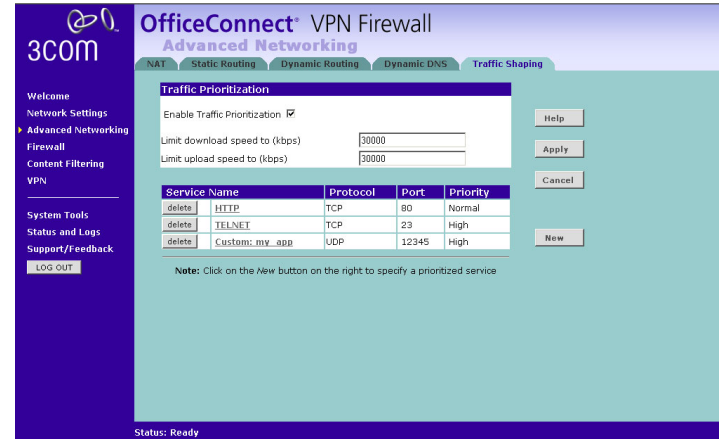 3COM
OfficeConnect® VPN Firewall
Advanced Networking
NAT Static Routing Dynamic Routing Dynamic DNS Traffic Shaping
Welcome
Network Settings
Advanced Networking
Firewall
Content Filtering
VPN
System Tools
Status and Logs
Support/Feedback
LOG OUT
Traffic Prioritization
Enable Traffic Prioritization
Limit download speed to (kbps) 30000
Limit upload speed to (kbps) 30000
Service Name Protocol Port Priority
delete HTTP TCP 80 Normal
delete TELNET TCP 23 High
delete Custom: my_app UDP 12345 High
Note: Click on the New button on the right to specify a prioritized service
Help
Apply
Cancel
New
Status: Ready